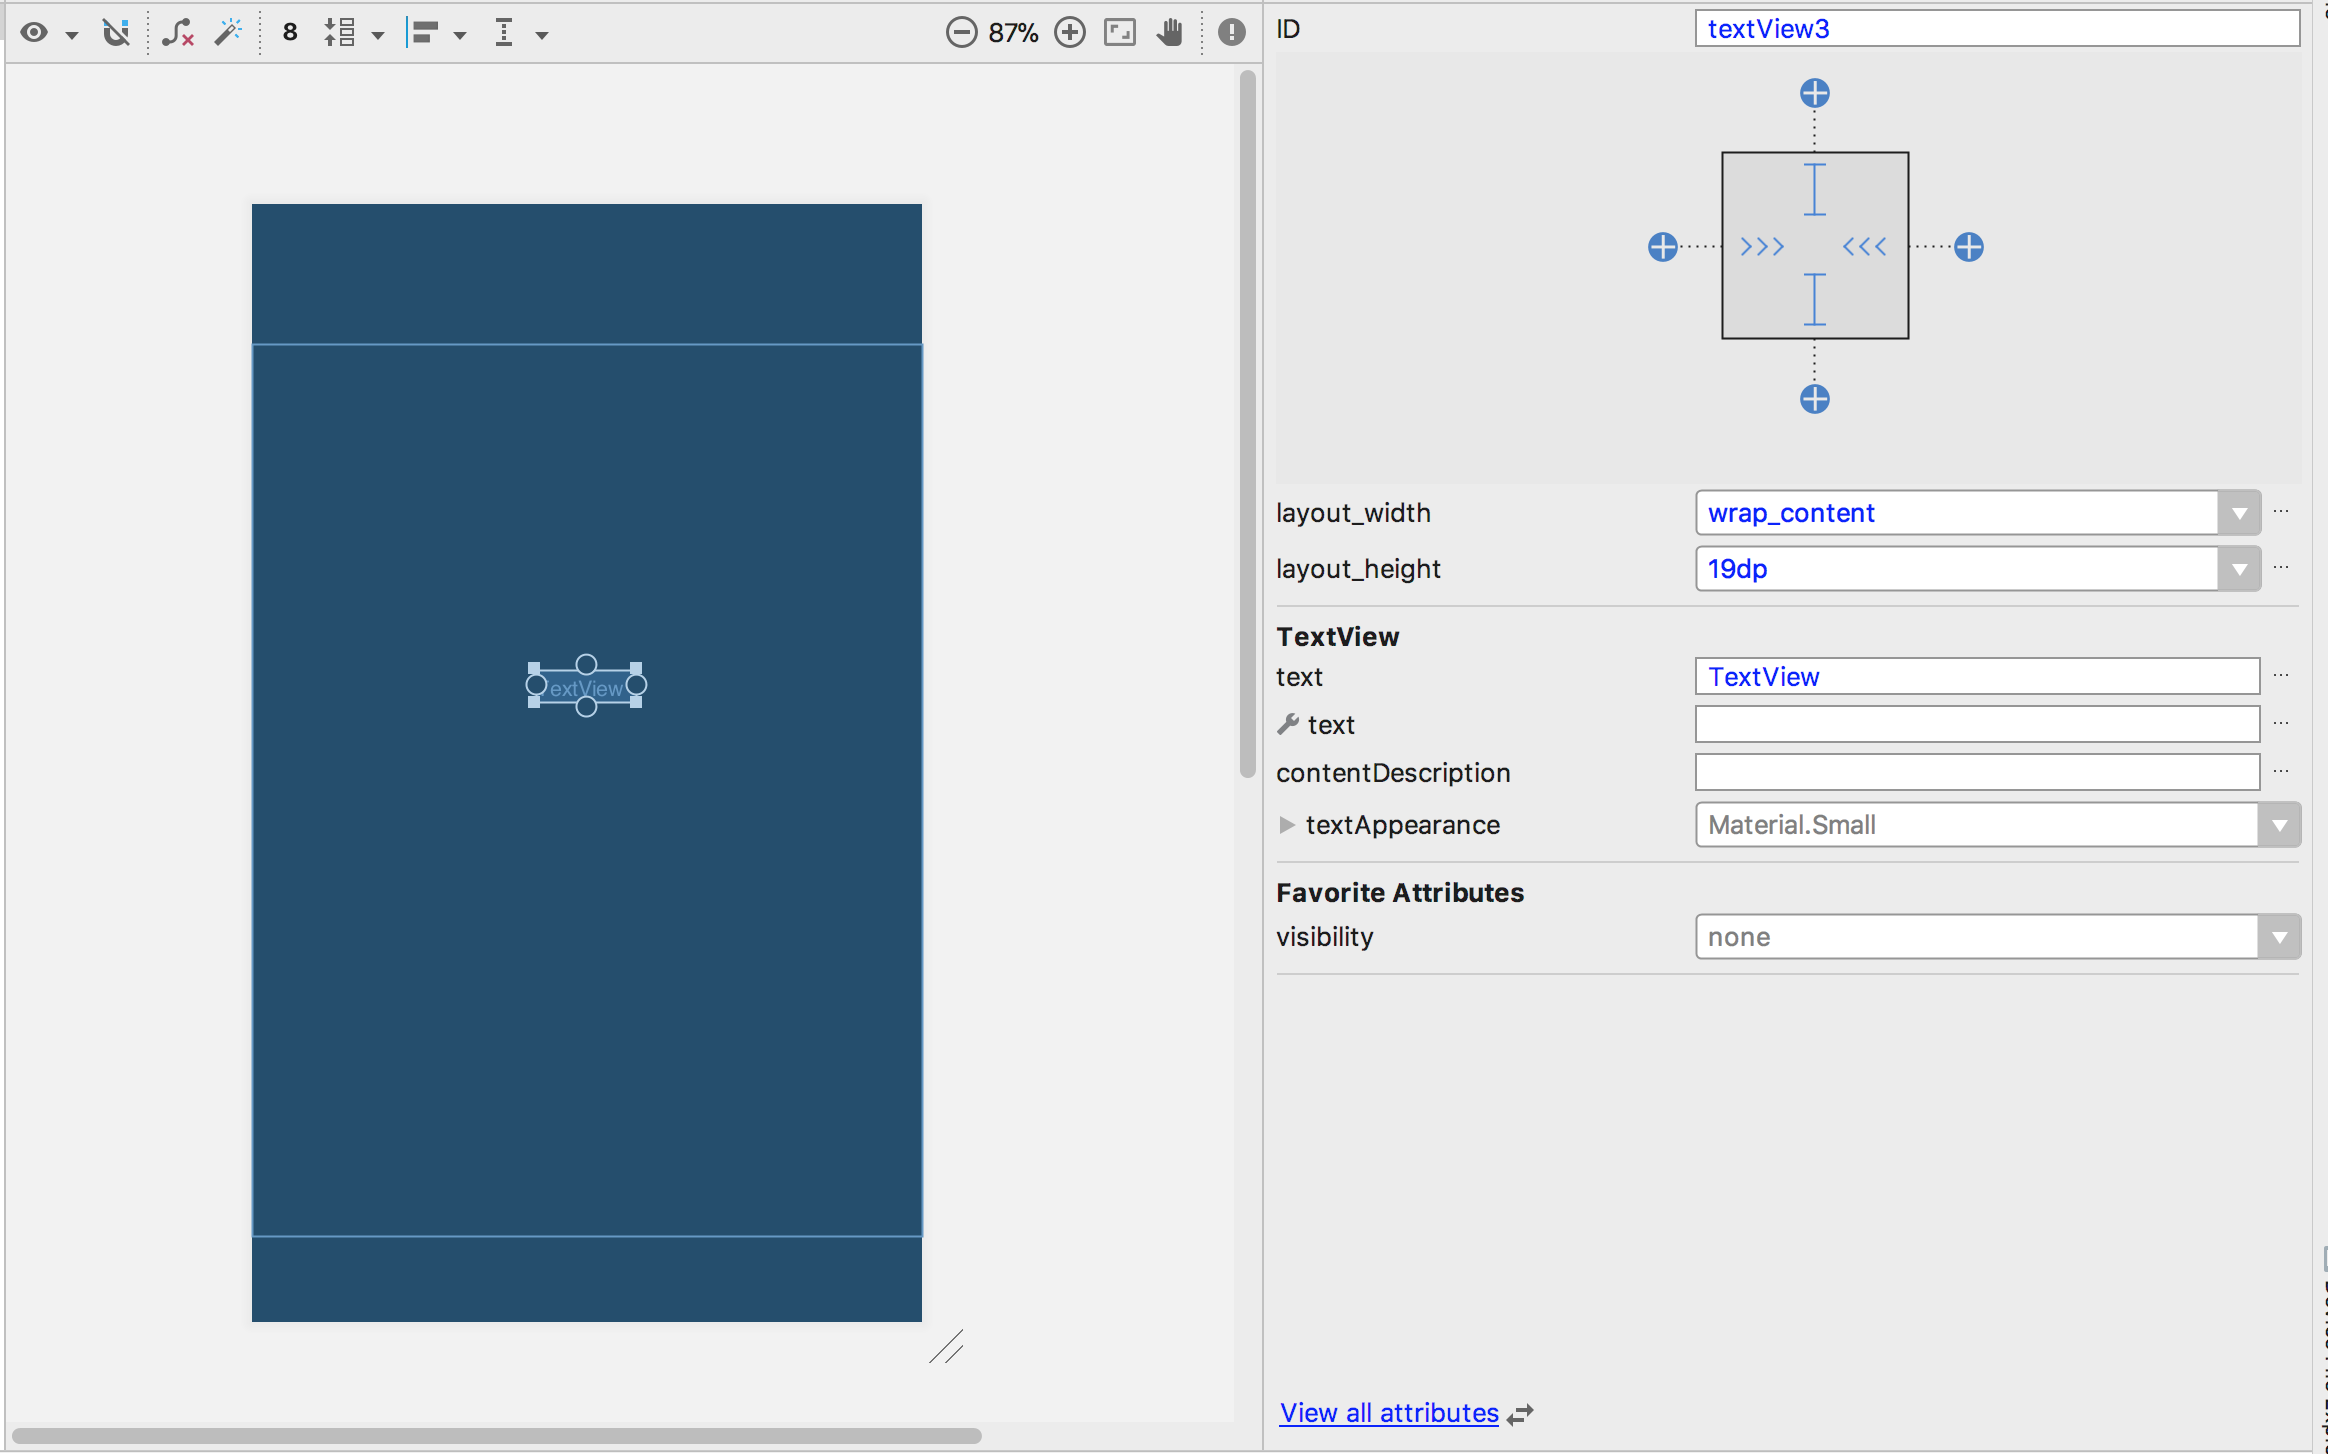 8
87%
ID
textView3
layout_width
wrap_content
layout_height
19dp
TextView
TextView
text
TextView
text
contentDescription
textAppearance
Material.Small
Favorite Attributes
visibility
none
View all attributes